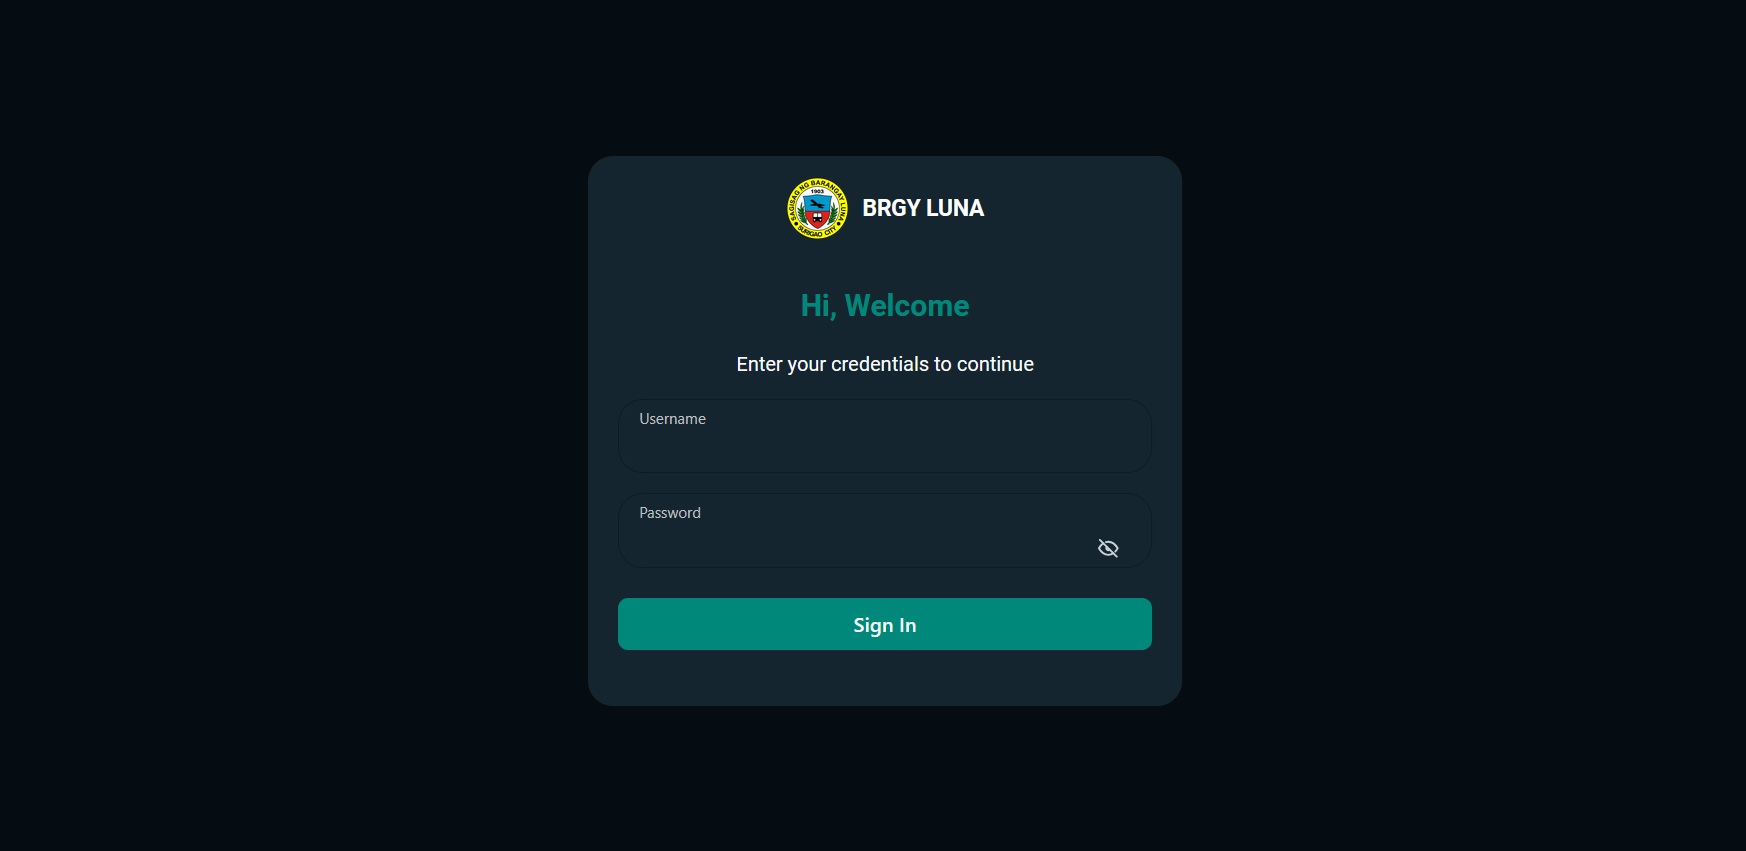 SAGISAG NG BARANGAY LUNA
1903
SURIGAO CITY
BRGY LUNA
Hi, Welcome
Enter your credentials to continue
Username
Password
Sign In